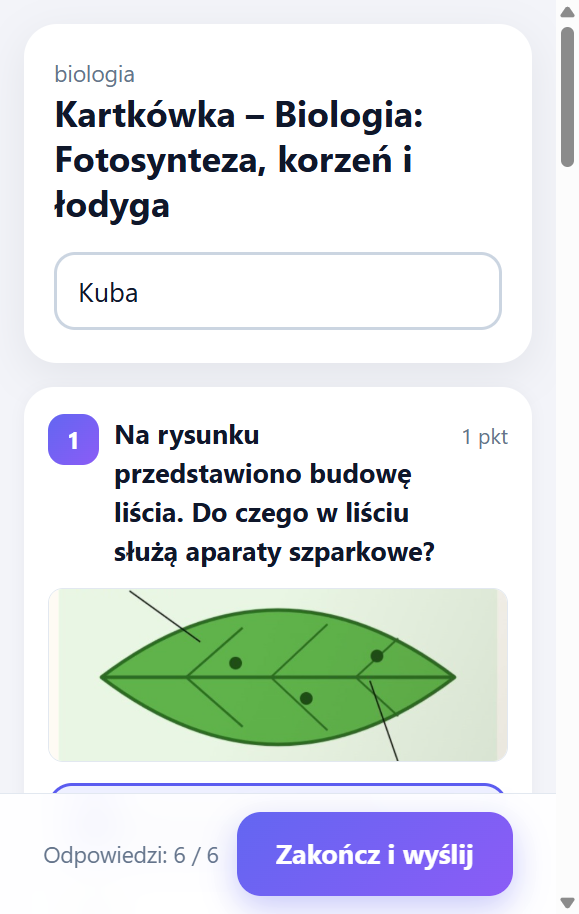 biologia
Kartkówka – Biologia:
Fotosynteza, korzeń i
łodyga
Kuba
1
Na rysunku
1 pkt
przedstawiono budowę
liścia. Do czego w liściu
służą aparaty szparkowe?
Odpowiedzi: 6 / 6
Zakończ i wyślij